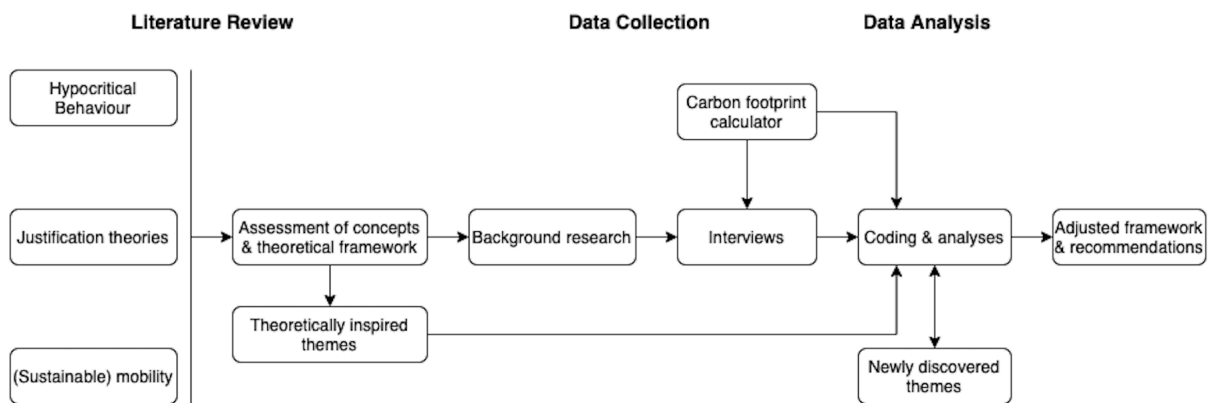 Literature Review
Data Collection
Data Analysis
Hypocritical
Behaviour
Carbon footprint
calculator
Justification theories
Assessment of concepts
& theoretical framework
Background research
Interviews
Coding & analyses
Adjusted framework
& recommendations
Theoretically inspired
themes
(Sustainable) mobility
Newly discovered
themes